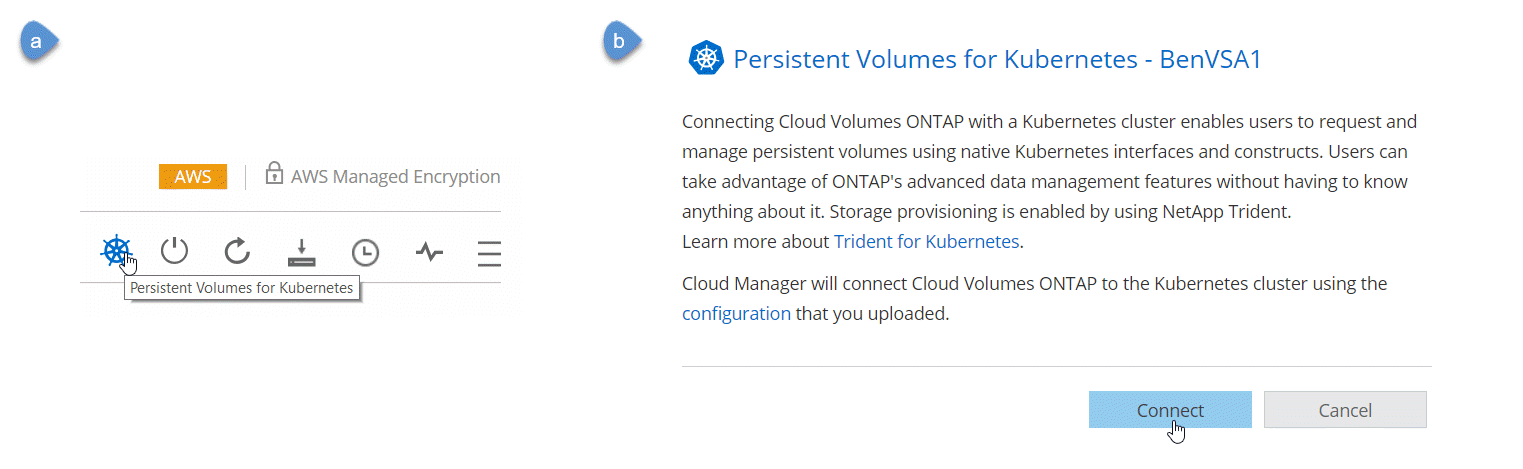 a
AWS
AWS Managed Encryption
Persistent Volumes for Kubernetes
b
Persistent Volumes for Kubernetes - BenVSA1
Connecting Cloud Volumes ONTAP with a Kubernetes cluster enables users to request and
manage persistent volumes using native Kubernetes interfaces and constructs. Users can
take advantage of ONTAP's advanced data management features without having to know
anything about it. Storage provisioning is enabled by using NetApp Trident.
Learn more about Trident for Kubernetes.
Cloud Manager will connect Cloud Volumes ONTAP to the Kubernetes cluster using the
configuration that you uploaded.
Connect
Cancel